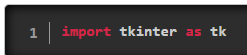 1 import tkinter as tk